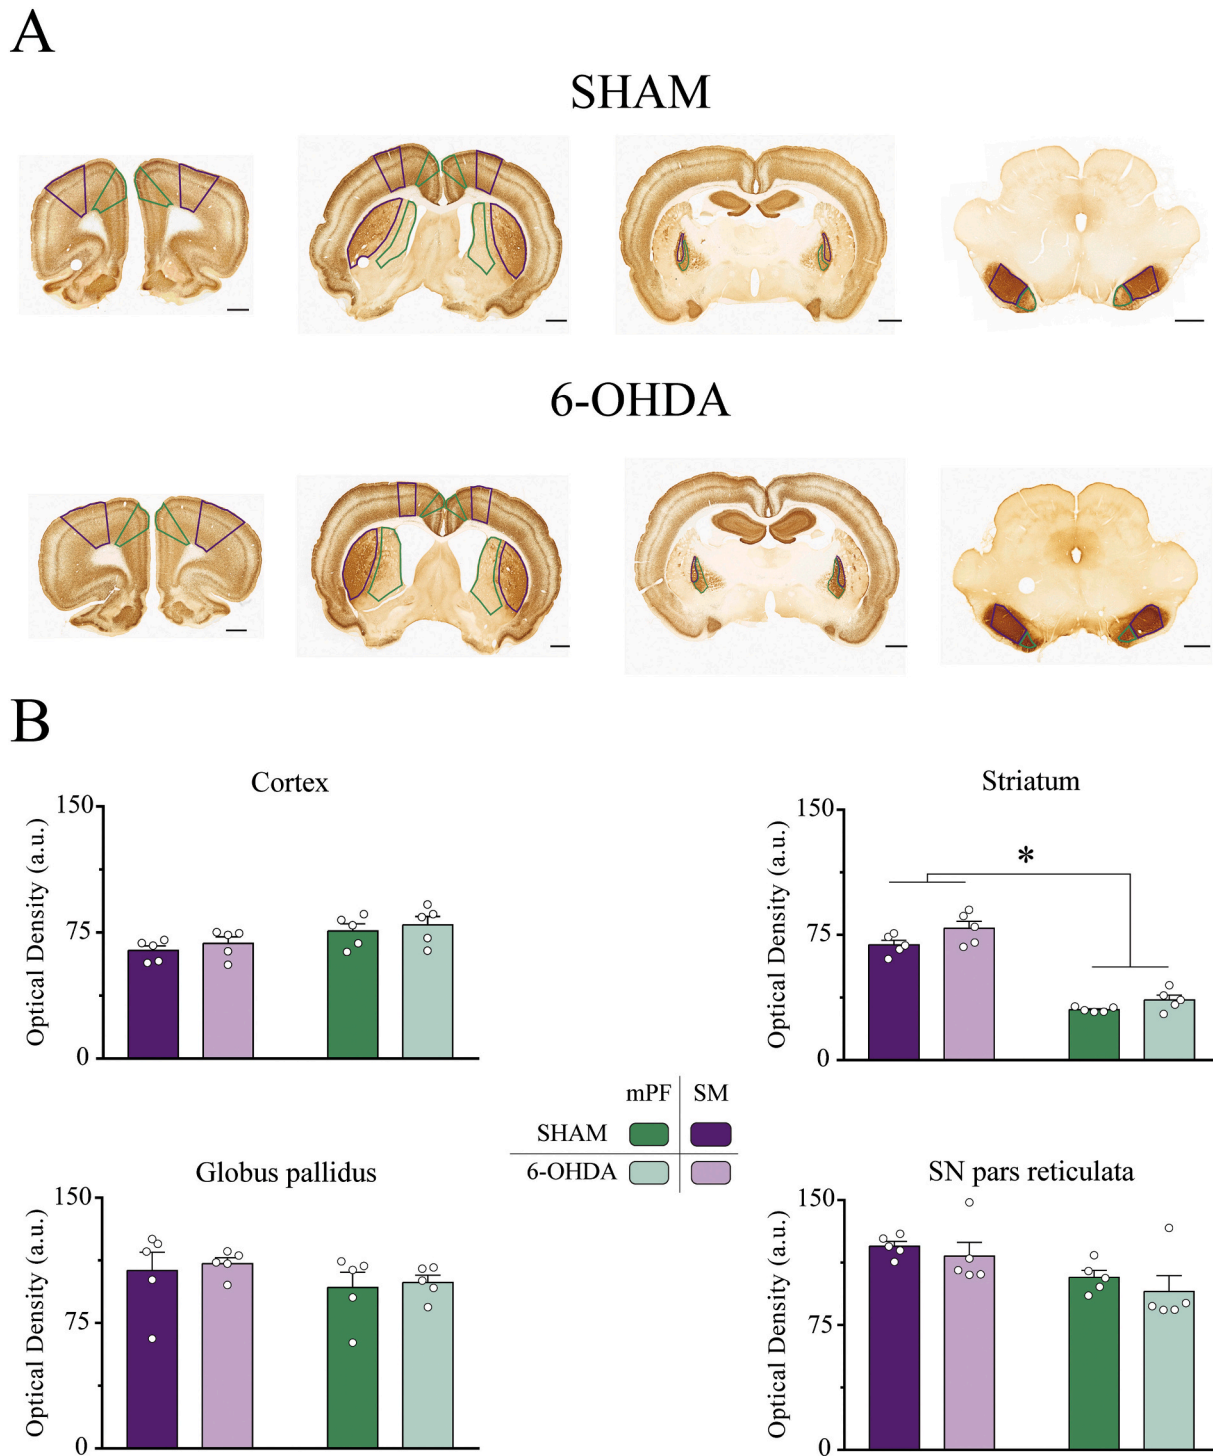 A
SHAM
6-OHDA
B
Cortex
150
75
0
Optical Density (a.u.)
Striatum
150
75
0
Optical Density (a.u.)
*
mPF SM
SHAM
6-OHDA
Globus pallidus
150
75
0
Optical Density (a.u.)
SN pars reticulata
150
75
0
Optical Density (a.u.)